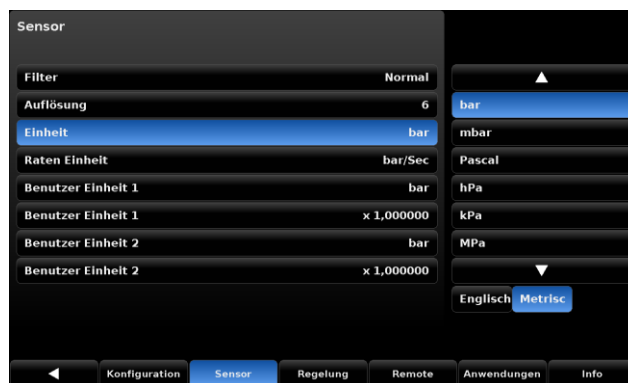 Sensor
Filter Normal
Auflösung 6
Einheit bar
Raten Einheit bar/Sec
Benutzer Einheit 1 bar
Benutzer Einheit 1 x 1,000000
Benutzer Einheit 2 bar
Benutzer Einheit 2 x 1,000000
bar
mbar
Pascal
hPa
kPa
MPa
Englisch Metrisc
Konfiguration Sensor Regelung Remote Anwendungen Info